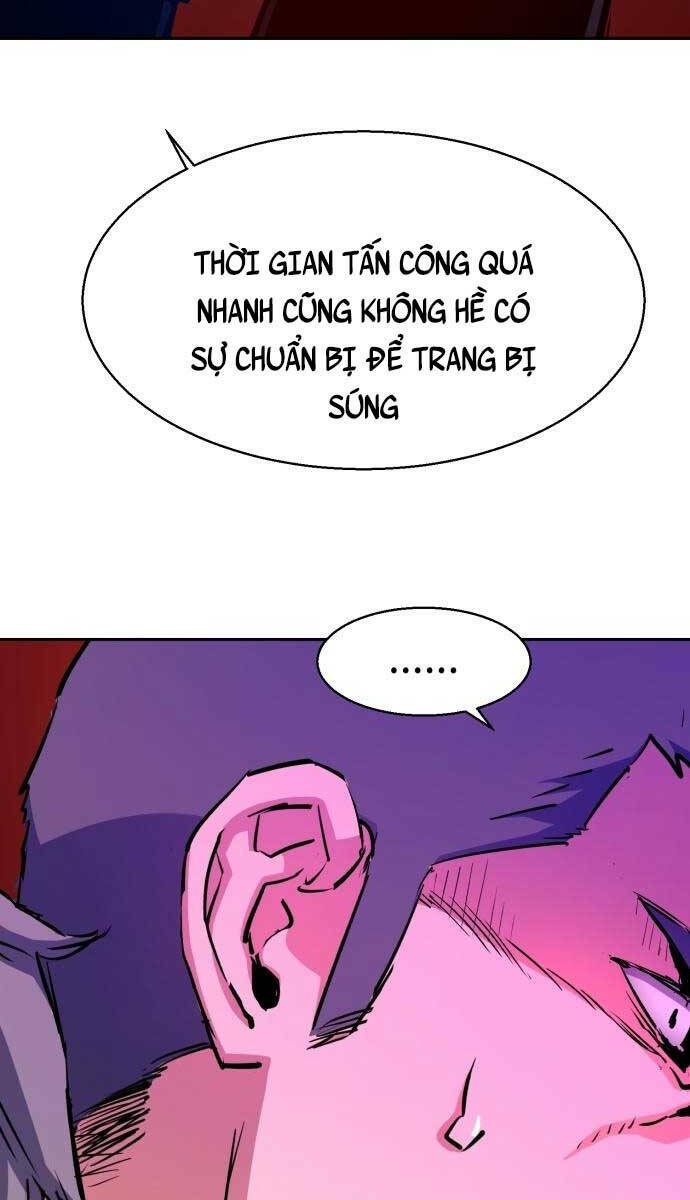 THỜI GIAN TẤN CÔNG QUÁ
NHANH CŨNG KHÔNG HỀ CÓ
SỰ CHUẨN BỊ ĐỂ TRANG BỊ
SÚNG
......